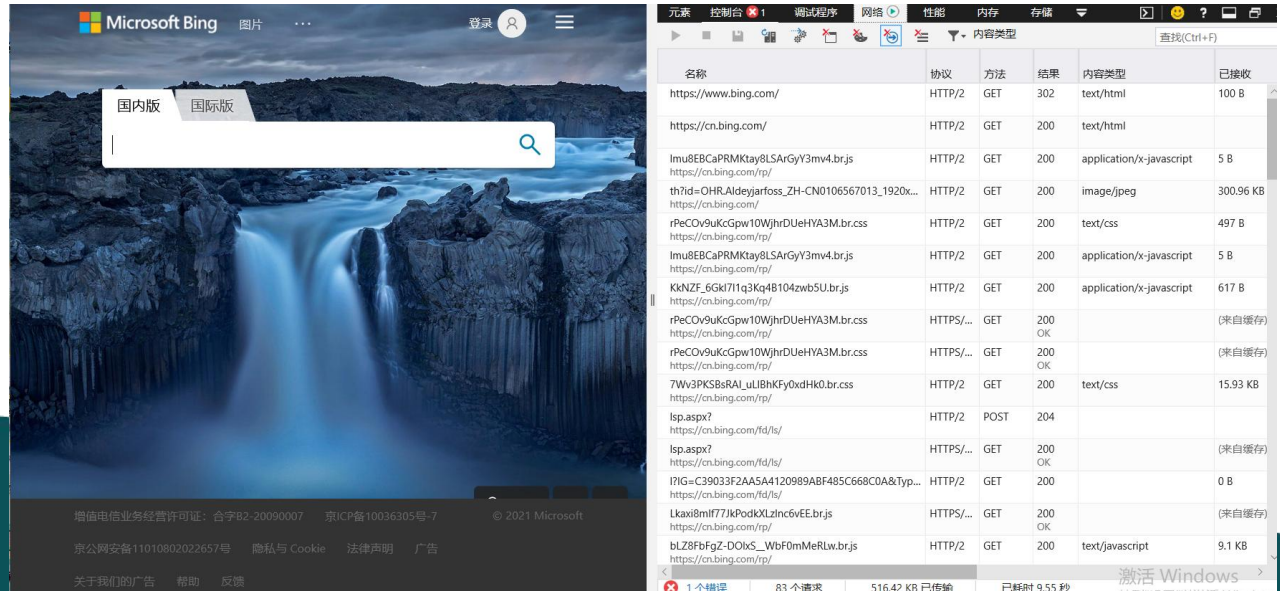 Microsoft Bing 图片 ... 登录
国内版 国际版
增值电信业务经营许可证：合字B2-20090007 京ICP备10036305号-7 © 2021 Microsoft
京公网安备11010802022657号 隐私与 Cookie 法律声明 广告
关于我们的广告 帮助 反馈
元素 控制台 1 调试程序 网络 性能 内存 存储
内容类型 查找(Ctrl+F)
名称 协议 方法 结果 内容类型 已接收
https://www.bing.com/ HTTP/2 GET 302 text/html 100 B
https://cn.bing.com/ HTTP/2 GET 200 text/html
Imu8EBCaPRMKtay8LSArGyY3mv4.br.js HTTP/2 GET 200 application/x-javascript 5 B
https://cn.bing.com/rp/
th?id=OHR.Aldeyjarfoss_ZH-CN0106567013_1920x... HTTP/2 GET 200 image/jpeg 300.96 KB
https://cn.bing.com/
rPeCOv9uKcGpw10WjhrDUeHYA3M.br.css HTTP/2 GET 200 text/css 497 B
https://cn.bing.com/rp/
Imu8EBCaPRMKtay8LSArGyY3mv4.br.js HTTP/2 GET 200 application/x-javascript 5 B
https://cn.bing.com/rp/
KkNZF_6GkI7I1q3Kq4B104zwb5U.br.js HTTP/2 GET 200 application/x-javascript 617 B
https://cn.bing.com/rp/
rPeCOv9uKcGpw10WjhrDUeHYA3M.br.css HTTPS/... GET 200 (来自缓存)
https://cn.bing.com/rp/ OK
rPeCOv9uKcGpw10WjhrDUeHYA3M.br.css HTTPS/... GET 200 (来自缓存)
https://cn.bing.com/rp/ OK
7Wv3PKSBsRAI_uLIBhKFy0xdHk0.br.css HTTP/2 GET 200 text/css 15.93 KB
https://cn.bing.com/rp/
lsp.aspx? HTTP/2 POST 204
https://cn.bing.com/fd/ls/
lsp.aspx? HTTPS/... GET 200 (来自缓存)
https://cn.bing.com/fd/ls/ OK
l?IG=C39033F2AA5A4120989ABF485C668C0A&Typ... HTTP/2 GET 200 0 B
https://cn.bing.com/fd/ls/
Lkaxi8mlf77JkPodkXLzlnc6vEE.br.js HTTPS/... GET 200 (来自缓存)
https://cn.bing.com/rp/ OK
bLZ8FbFgZ-DOlxS__WbF0mMeRLw.br.js HTTP/2 GET 200 text/javascript 9.1 KB
https://cn.bing.com/rp/
激活 Windows
1 个错误 83 个请求 516.42 KB 已传输 已耗时 9.55 秒